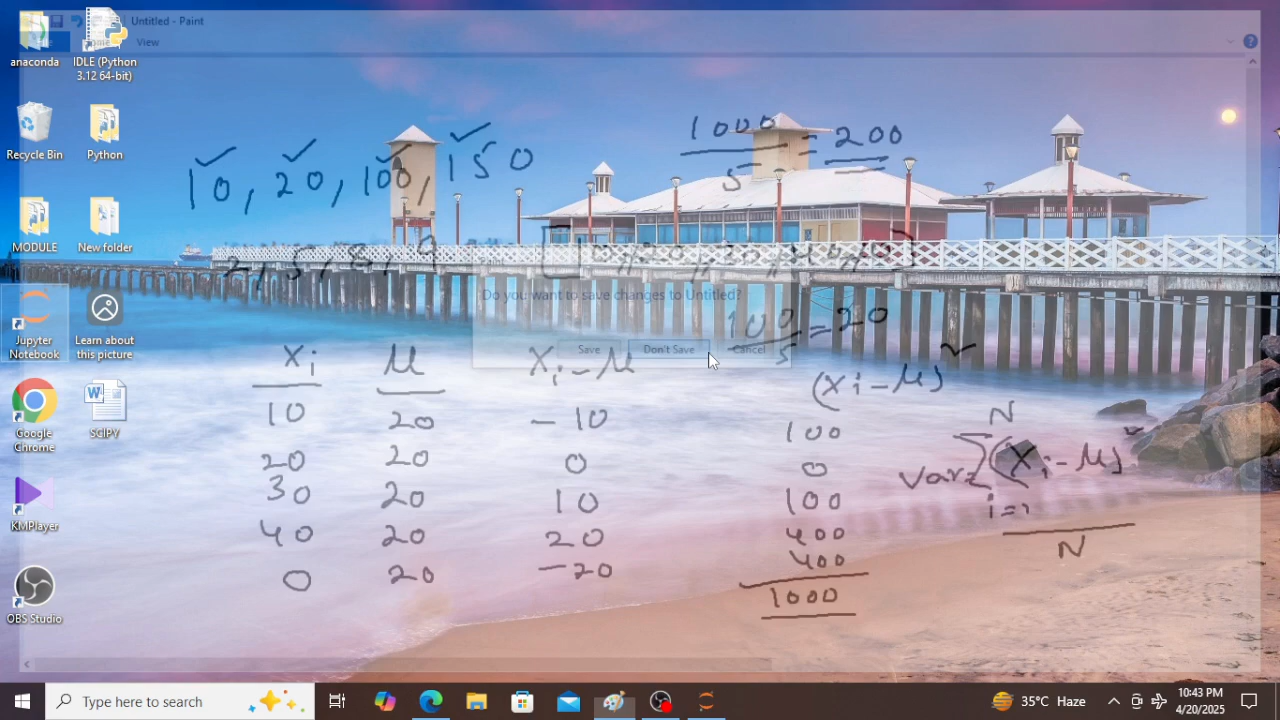 Untitled - Paint
View
anaconda
IDLE (Python 3.12 64-bit)
Recycle Bin
Python
MODULE
New folder
Jupyter Notebook
Learn about this picture
Google Chrome
SCIPY
KMPlayer
OBS Studio
10, 20, 100, 150
1000 / 5 = 200
Do you want to save changes to Untitled?
Save
Don't Save
Cancel
100 / 5 = 20
xi μ xi - μ (xi - μ)²
10 20 -10 100
20 20 0 0
30 20 10 100
40 20 20 400
0 20 -20 400
1000
N
Var = Σ (xi - μ)²
i=1
N
Type here to search
35°C Haze
10:43 PM
4/20/2025